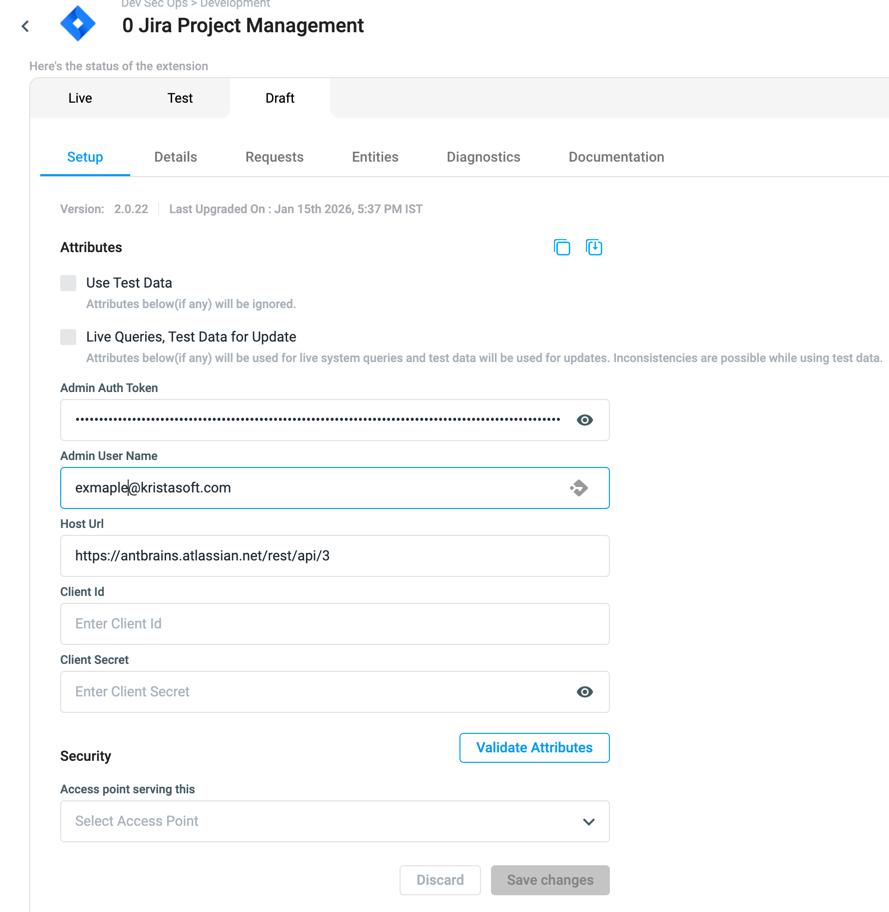 Dev Sec Ops > Development
0 Jira Project Management
Here's the status of the extension
Live Test Draft
Setup Details Requests Entities Diagnostics Documentation
Version: 2.0.22 Last Upgraded On : Jan 15th 2026, 5:37 PM IST
Attributes
Use Test Data
Attributes below(if any) will be ignored.
Live Queries, Test Data for Update
Attributes below(if any) will be used for live system queries and test data will be used for updates. Inconsistencies are possible while using test data.
Admin Auth Token
Admin User Name
exmaple@kristasoft.com
Host Url
https://antbrains.atlassian.net/rest/api/3
Client Id
Enter Client Id
Client Secret
Enter Client Secret
Validate Attributes
Security
Access point serving this
Select Access Point
Discard Save changes